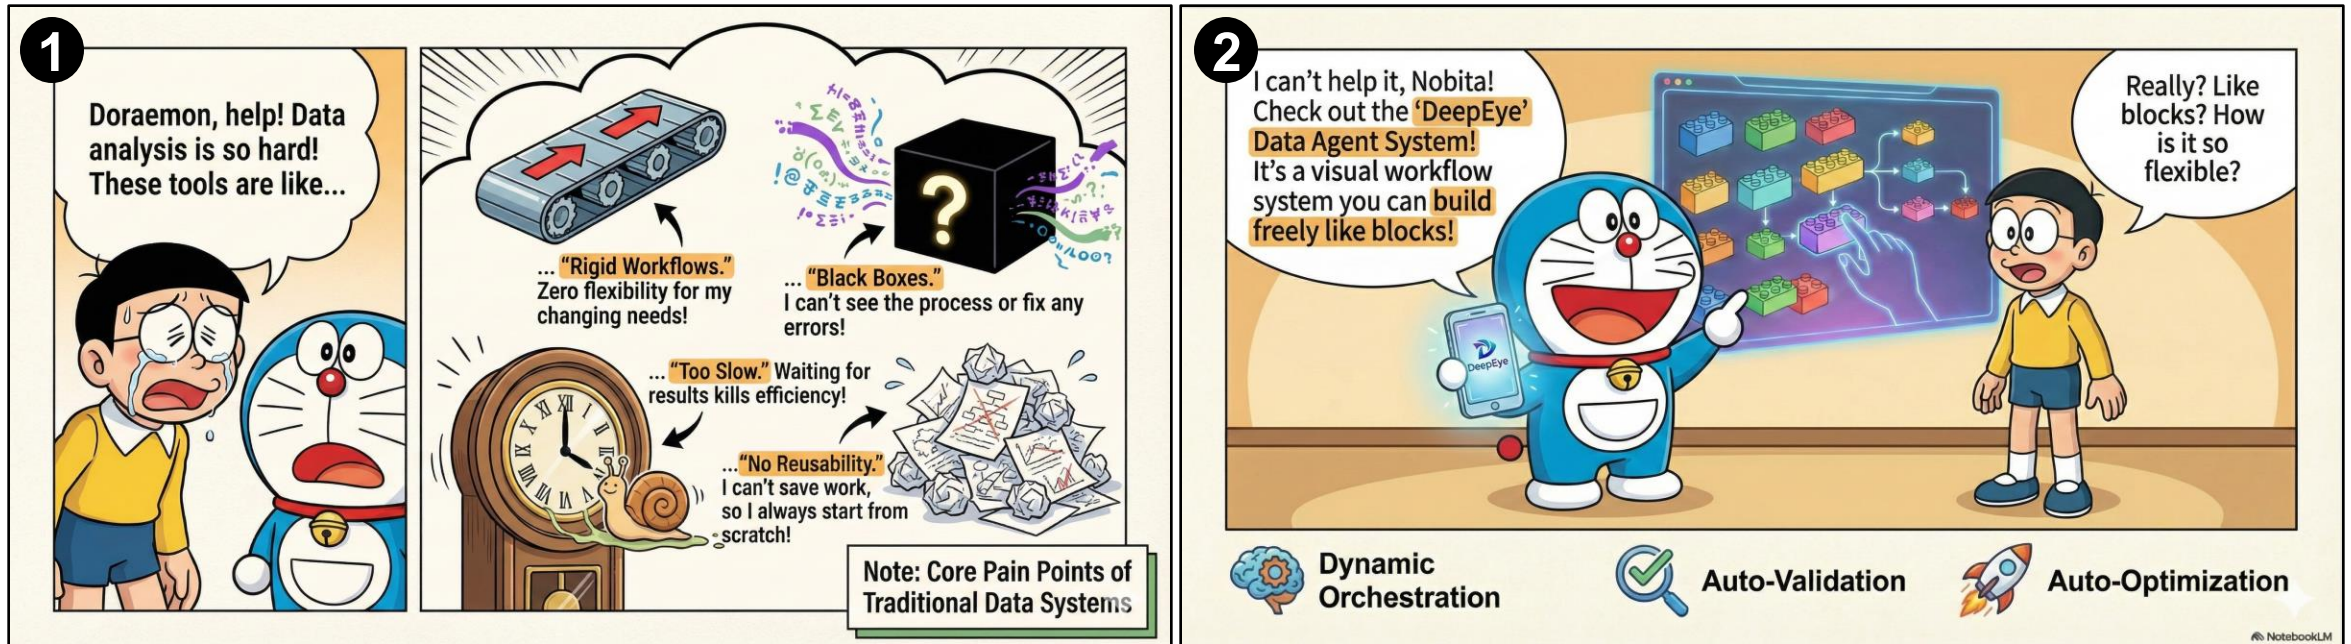 1
Doraemon, help! Data
analysis is so hard!
These tools are like...
... “Rigid Workflows.”
Zero flexibility for my
changing needs!
... “Black Boxes.”
I can't see the process or fix any
errors!
... “Too Slow.” Waiting for
results kills efficiency!
...“No Reusability.”
I can't save work,
so I always start from
scratch!
Note: Core Pain Points of
Traditional Data Systems
2
I can't help it, Nobita!
Check out the ‘DeepEye’
Data Agent System!
It's a visual workflow
system you can build
freely like blocks!
DeepEye
Really? Like
blocks? How
is it so
flexible?
Dynamic
Orchestration
Auto-Validation
Auto-Optimization
NotebookLM